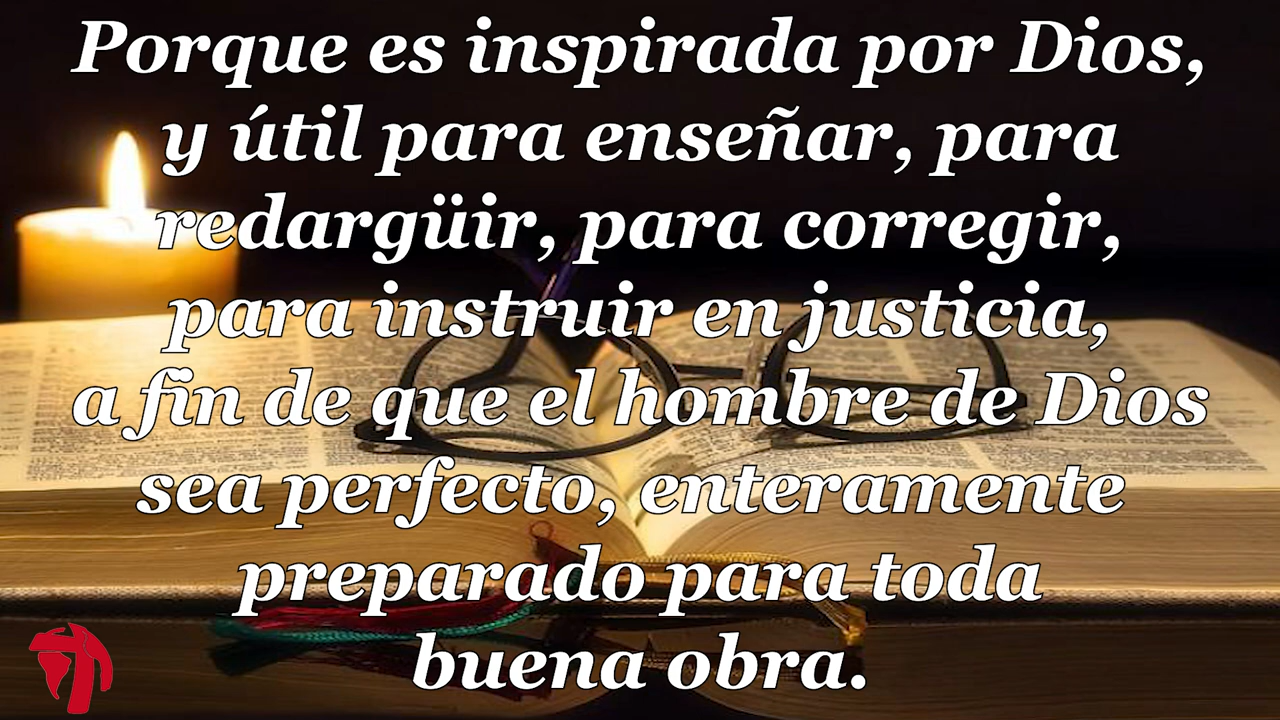 Porque es inspirada por Dios,
y útil para enseñar, para
redargüir, para corregir,
para instruir en justicia,
a fin de que el hombre de Dios
sea perfecto, enteramente
preparado para toda
buena obra.